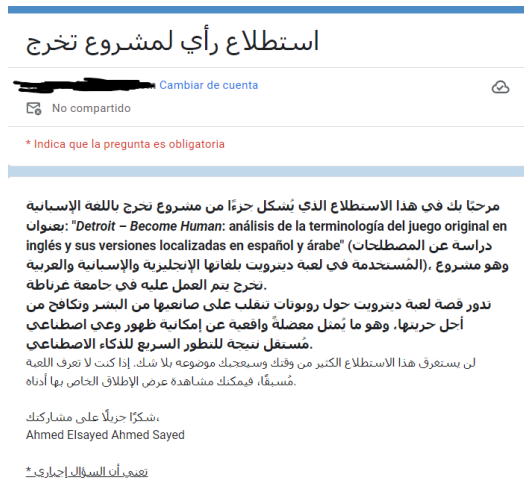 استطلاع رأي لمشروع تخرج
Cambiar de cuenta
No compartido
* Indica que la pregunta es obligatoria
مرحبًا بك في هذا الاستطلاع الذي يُشكل جزءًا من مشروع تخرج باللغة الإسبانية
بعنوان: "Detroit – Become Human: análisis de la terminología del juego original en
inglés y sus versiones localizadas en español y árabe" (دراسة عن المصطلحات
المُستخدمة في لعبة ديترويت بلغاتها الإنجليزية والإسبانية والعربية)، وهو مشروع
تخرج يتم العمل عليه في جامعة غرناطة.
تدور قصة لعبة ديترويت حول روبوتات تنقلب على صانعيها من البشر وتكافح من
أجل حريتها، وهو ما يُمثل معضلةً واقعية عن إمكانية ظهور وعي اصطناعي
مُستقل نتيجة للتطور السريع للذكاء الاصطناعي.
لن يستغرق هذا الاستطلاع الكثير من وقتك وسيعجبك موضوعه بلا شك. إذا كنت لا تعرف اللعبة
مُسبقًا، فيمكنك مشاهدة عرض الإطلاق الخاص بها أدناه.
شكرًا جزيلًا على مشاركتك،
Ahmed Elsayed Ahmed Sayed
* تعني أن السؤال إجباري